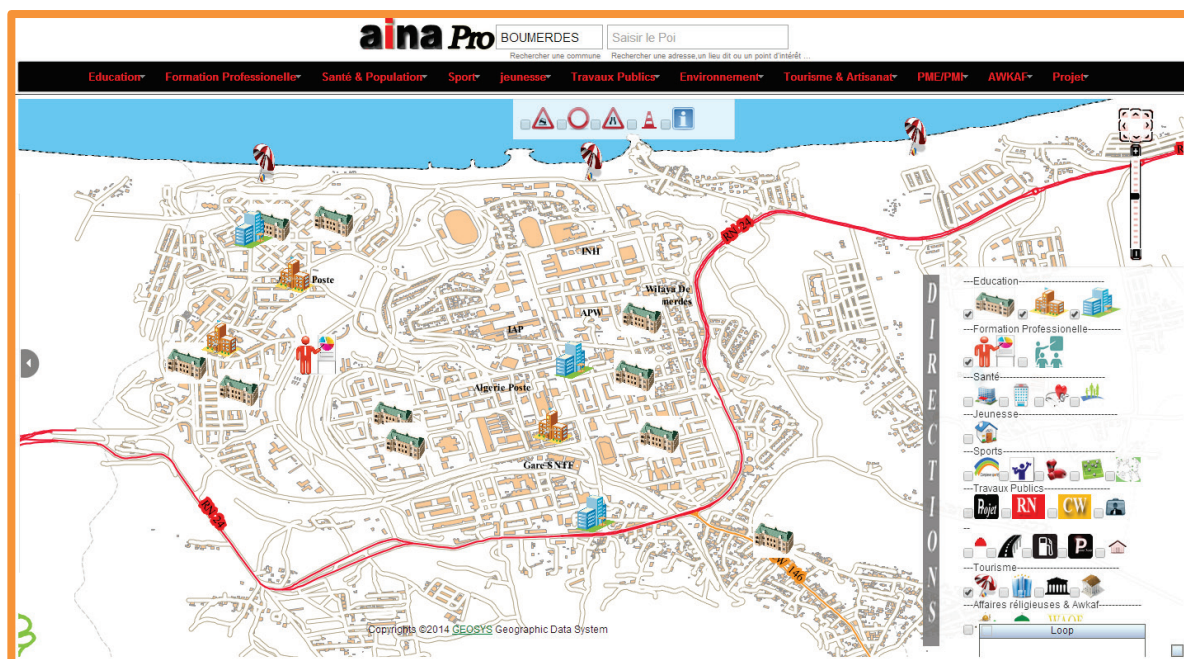 aina Pro
BOUMERDES
Saisir le Poi
Rechercher une commune
Rechercher une adresse,un lieu dit ou un point d'intérêt ...
Education
Formation Professionelle
Santé & Population
Sport
jeunesse
Travaux Publics
Environnement
Tourisme & Artisanat
PME/PMI
AWKAF
Projet
RN 24
INH
Poste
Wilaya De
merdes
APW
IAP
Algerie Poste
Gare SNTF
RN 24
W 146
DIRECTIONS
---Education
---Formation Professionelle
---Santé
---Jeunesse
---Sports
---Travaux Publics
Projet
RN
CW
P
---Tourisme
---Affaires réligieuses & Awkaf
WAQF
Loop
Copyrights ©2014 GEOSYS Geographic Data System